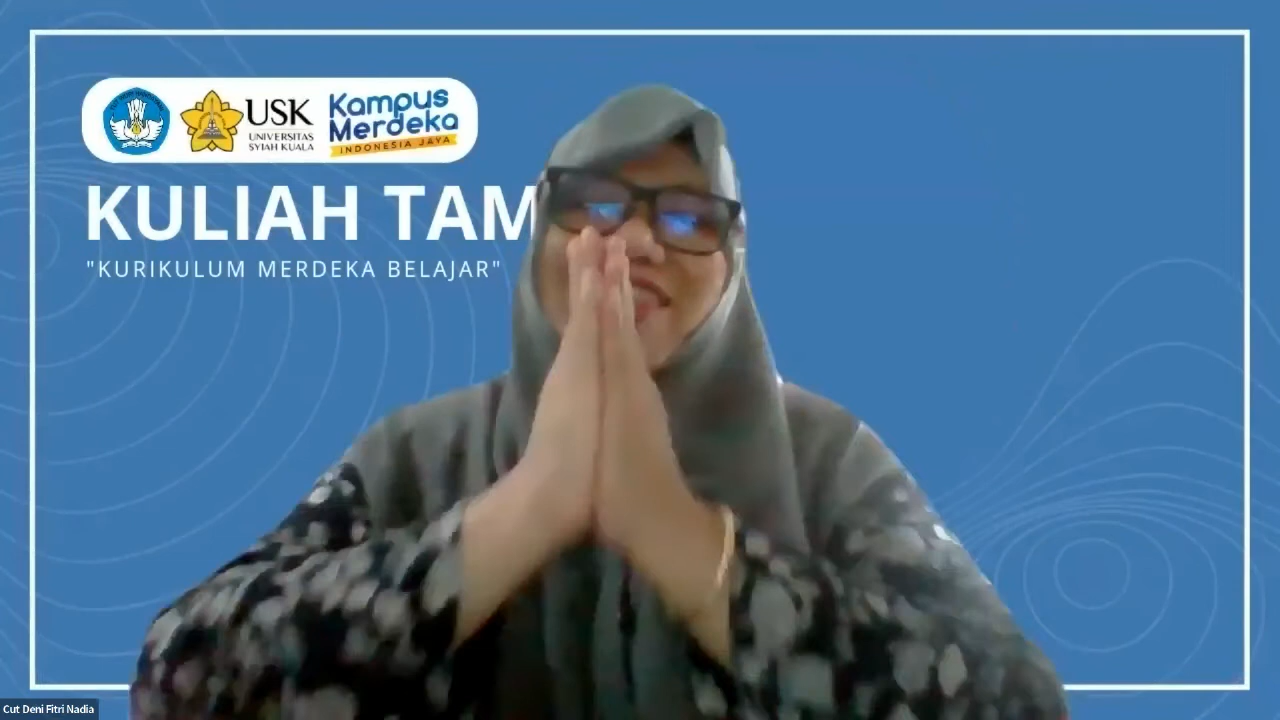 USK
UNIVERSITAS
SYIAH KUALA
Kampus
Merdeka
INDONESIA JAYA
KULIAH TAM
"KURIKULUM MERDEKA BELAJAR"
Cut Deni Fitri Nadia